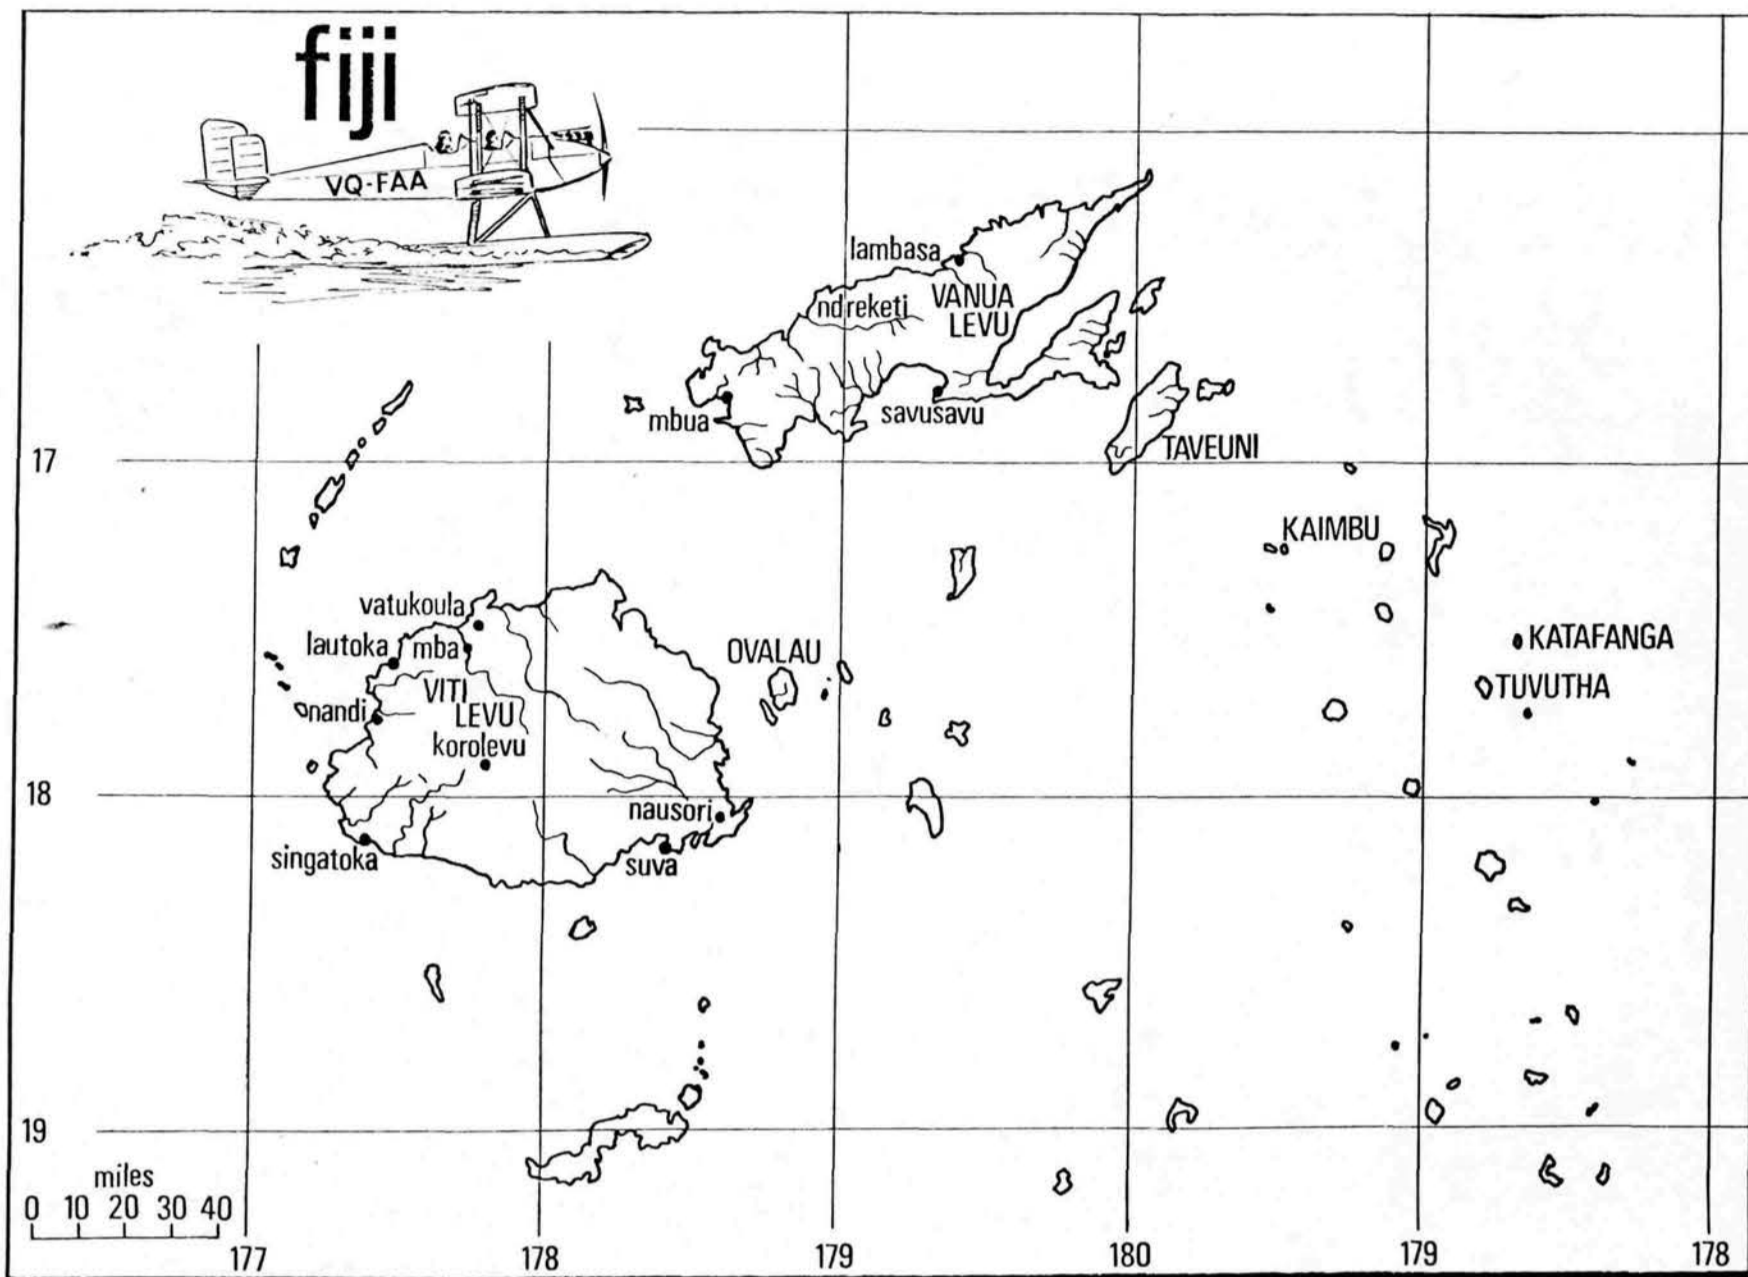 fiji
VQ-FAA
lambasa
ndreketi
VANUA
LEVU
mbua
savusavu
TAVEUNI
17
KAIMBU
vatukoula
lautoka
mba
OVALAU
KATAFANGA
VITI
TUVUTHA
nandi
LEVU
korolevu
18
nausori
singatoka
suva
19
miles
0 10 20 30 40
177 178 179 180 179 178